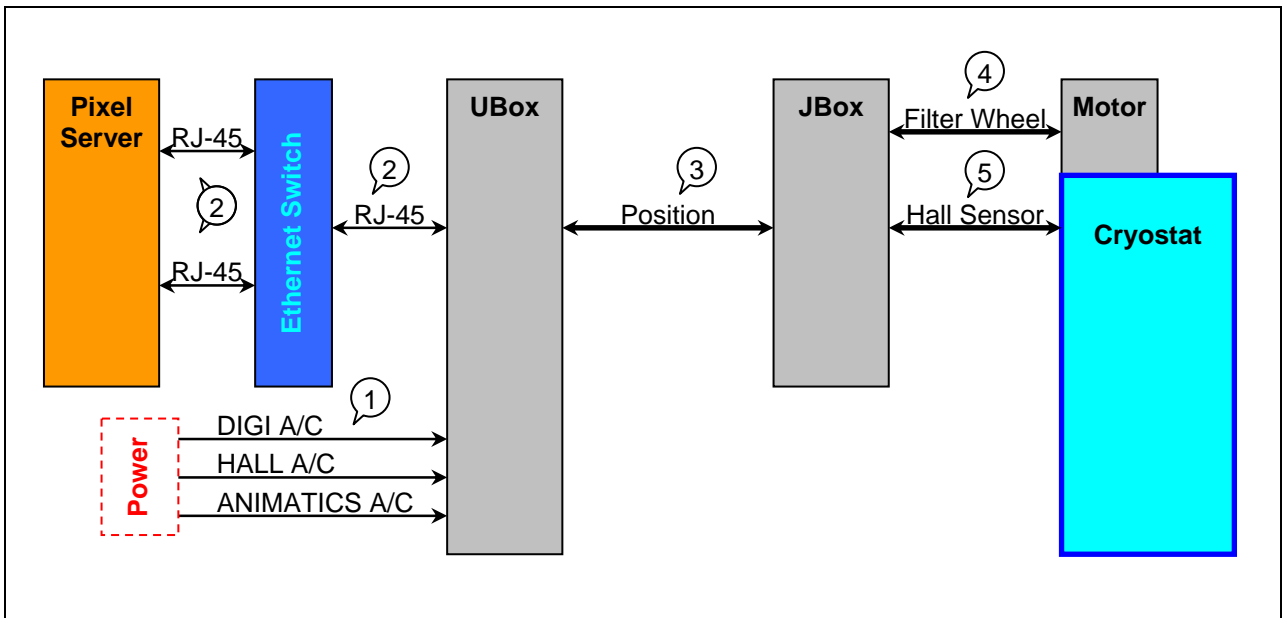 Pixel
Server
RJ-45
2
RJ-45
Ethernet Switch
2
RJ-45
UBox
3
Position
JBox
4
Filter Wheel
5
Hall Sensor
Motor
Cryostat
Power
1
DIGI A/C
HALL A/C
ANIMATICS A/C